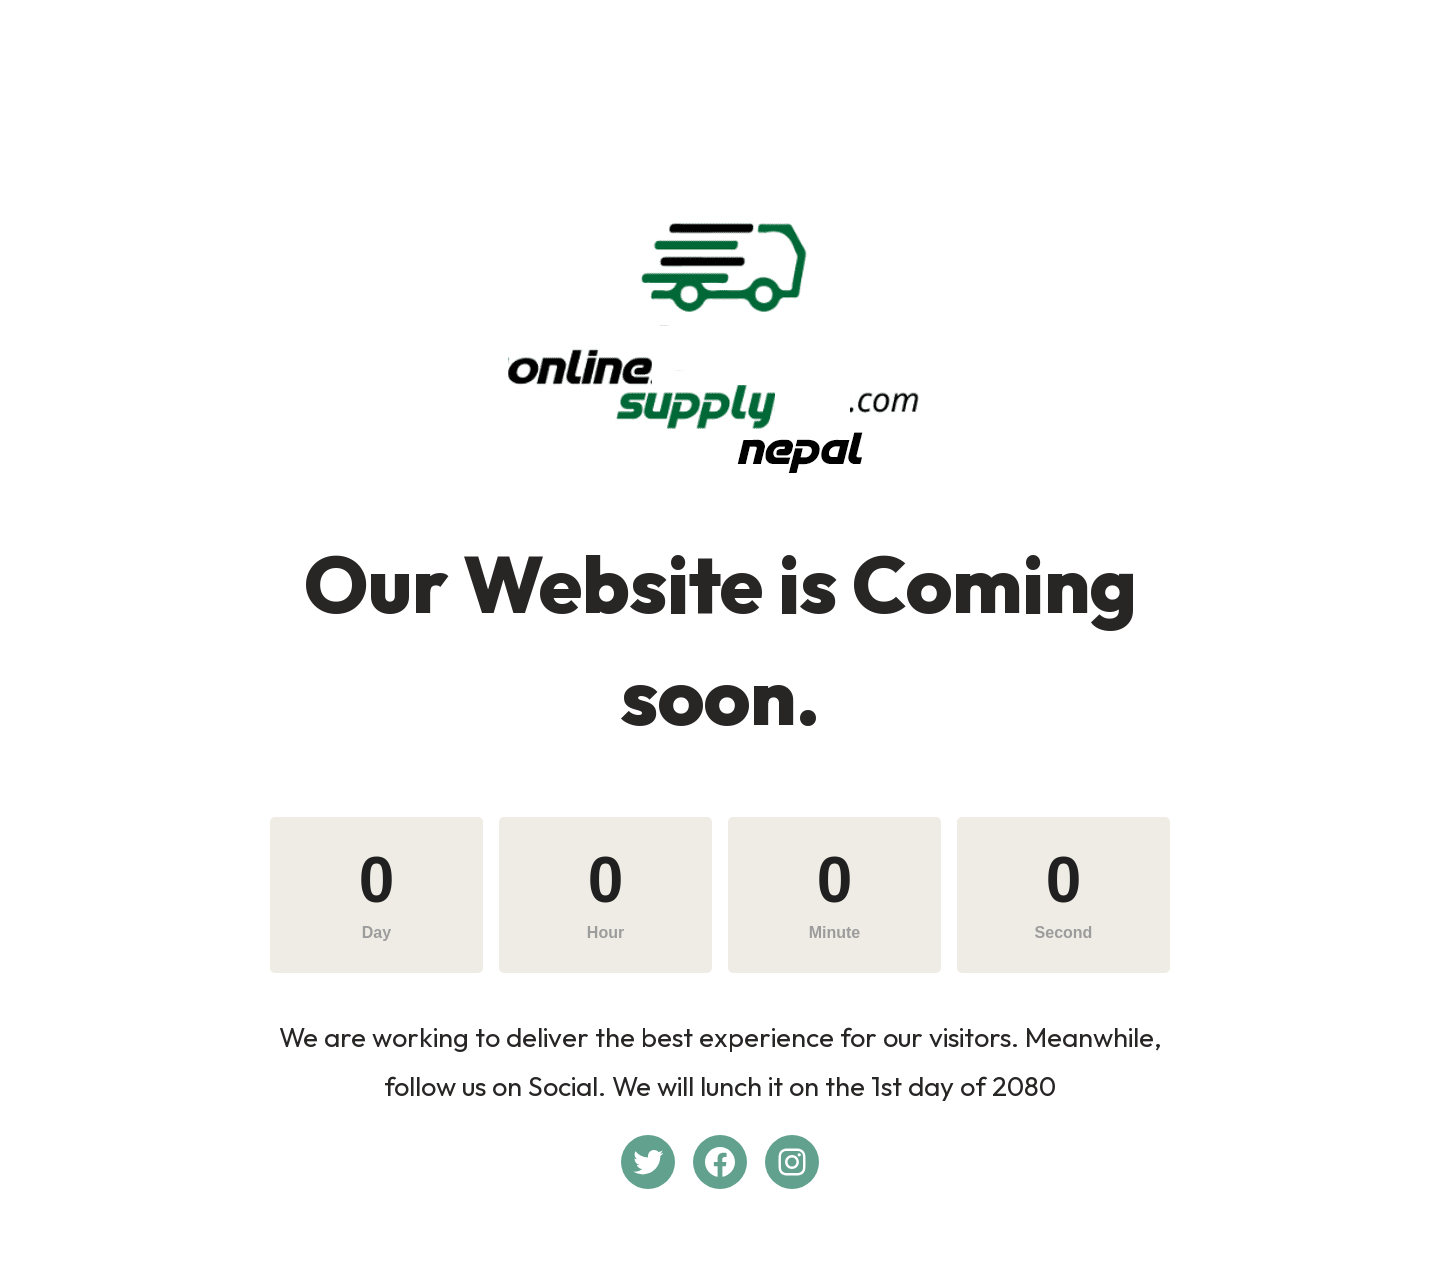 online
supply
.com
nepal
Our Website is Coming
soon.
0 0 0 0
Day Hour Minute Second
We are working to deliver the best experience for our visitors. Meanwhile,
follow us on Social. We will lunch it on the 1st day of 2080